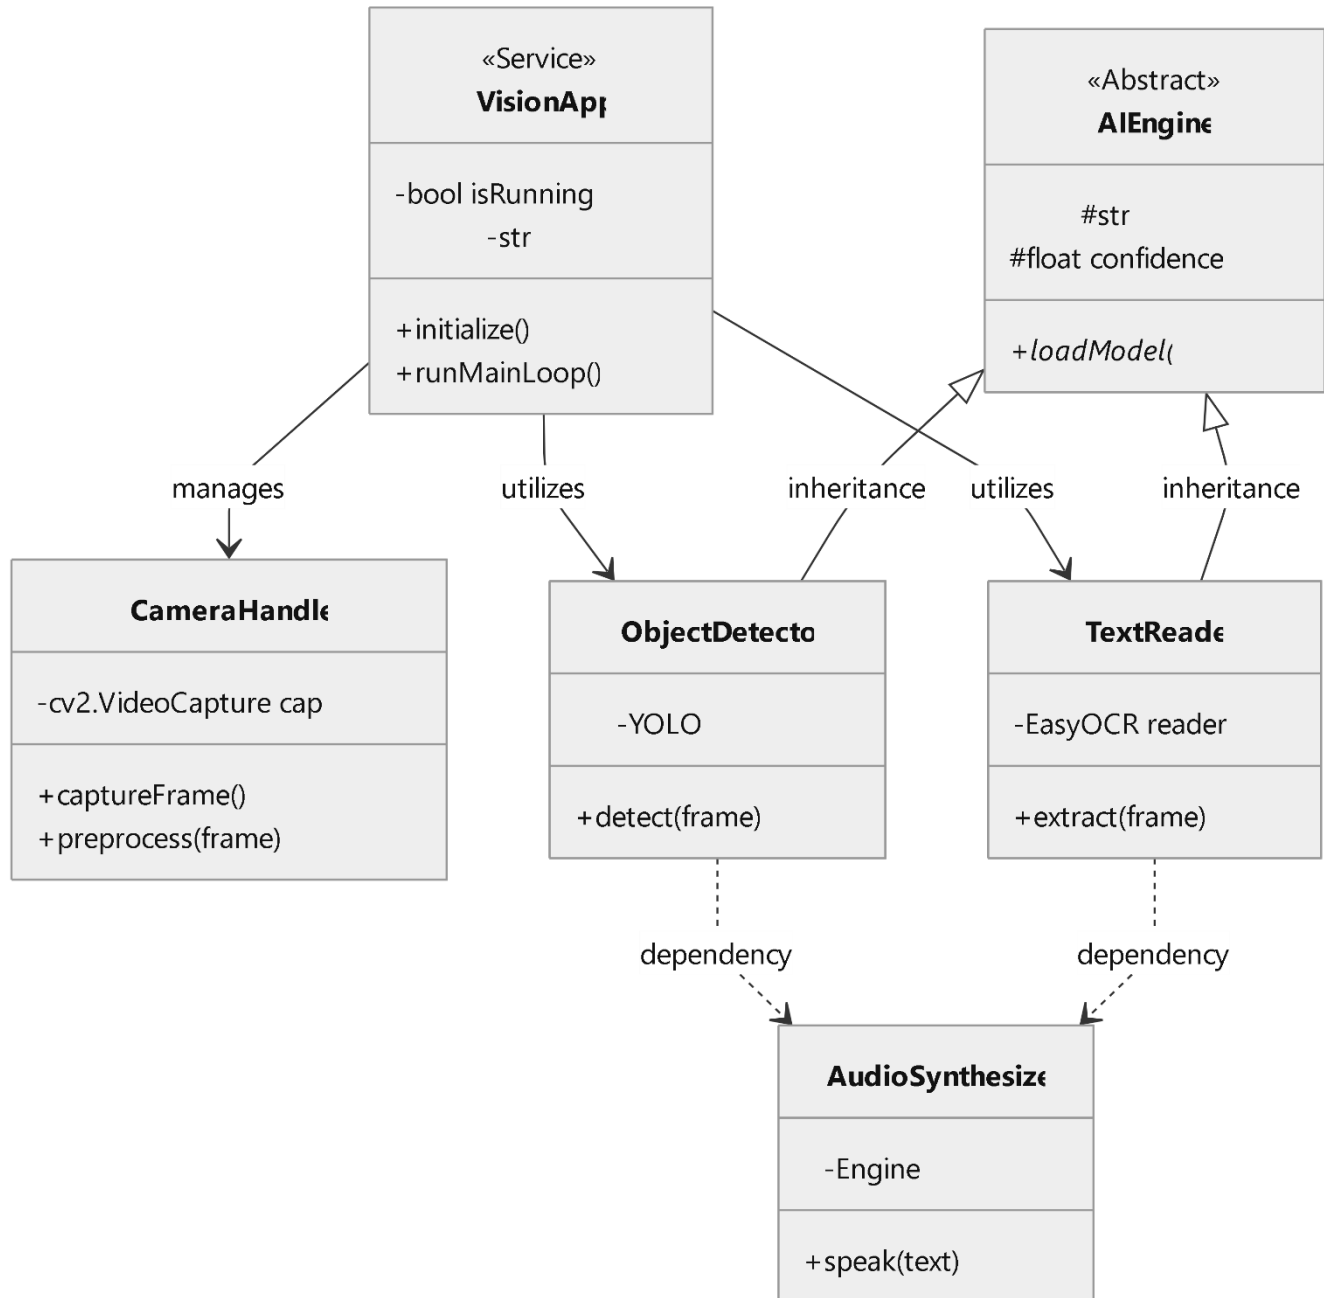 «Service»
VisionApp
-bool isRunning
-str
+initialize()
+runMainLoop()
«Abstract»
AIEngine
#str
#float confidence
+loadModel(
manages
utilizes
inheritance
utilizes
inheritance
CameraHandle
-cv2.VideoCapture cap
+captureFrame()
+preprocess(frame)
ObjectDetecto
-YOLO
+detect(frame)
TextReade
-EasyOCR reader
+extract(frame)
dependency
dependency
AudioSynthesize
-Engine
+speak(text)